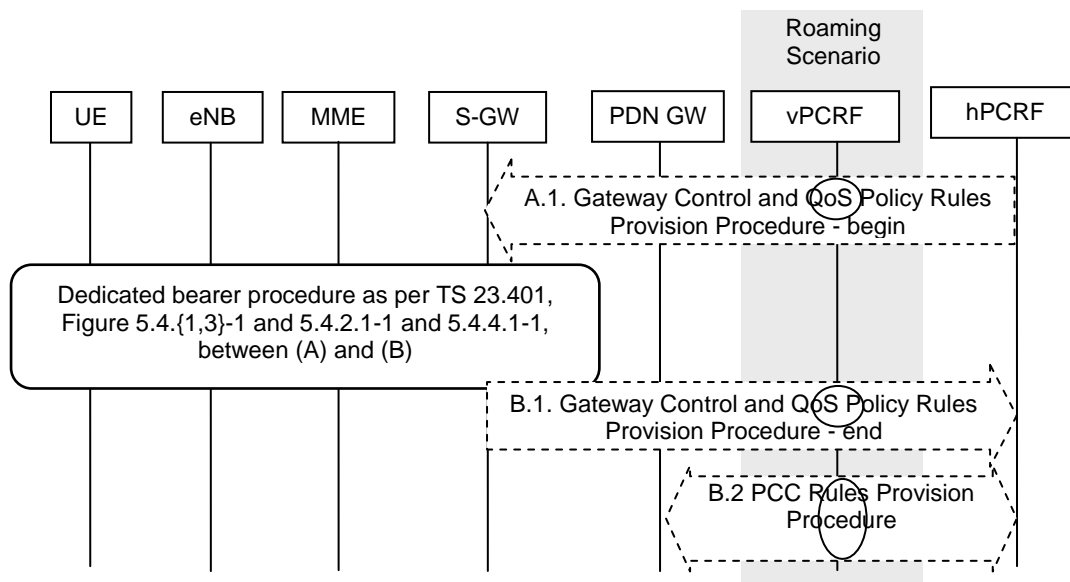 Roaming
Scenario
UE
eNB
MME
S-GW
PDN GW
vPCRF
hPCRF
A.1. Gateway Control and QoS Policy Rules
Provision Procedure - begin
Dedicated bearer procedure as per TS 23.401,
Figure 5.4.{1,3}-1 and 5.4.2.1-1 and 5.4.4.1-1,
between (A) and (B)
B.1. Gateway Control and QoS Policy Rules
Provision Procedure - end
B.2 PCC Rules Provision
Procedure